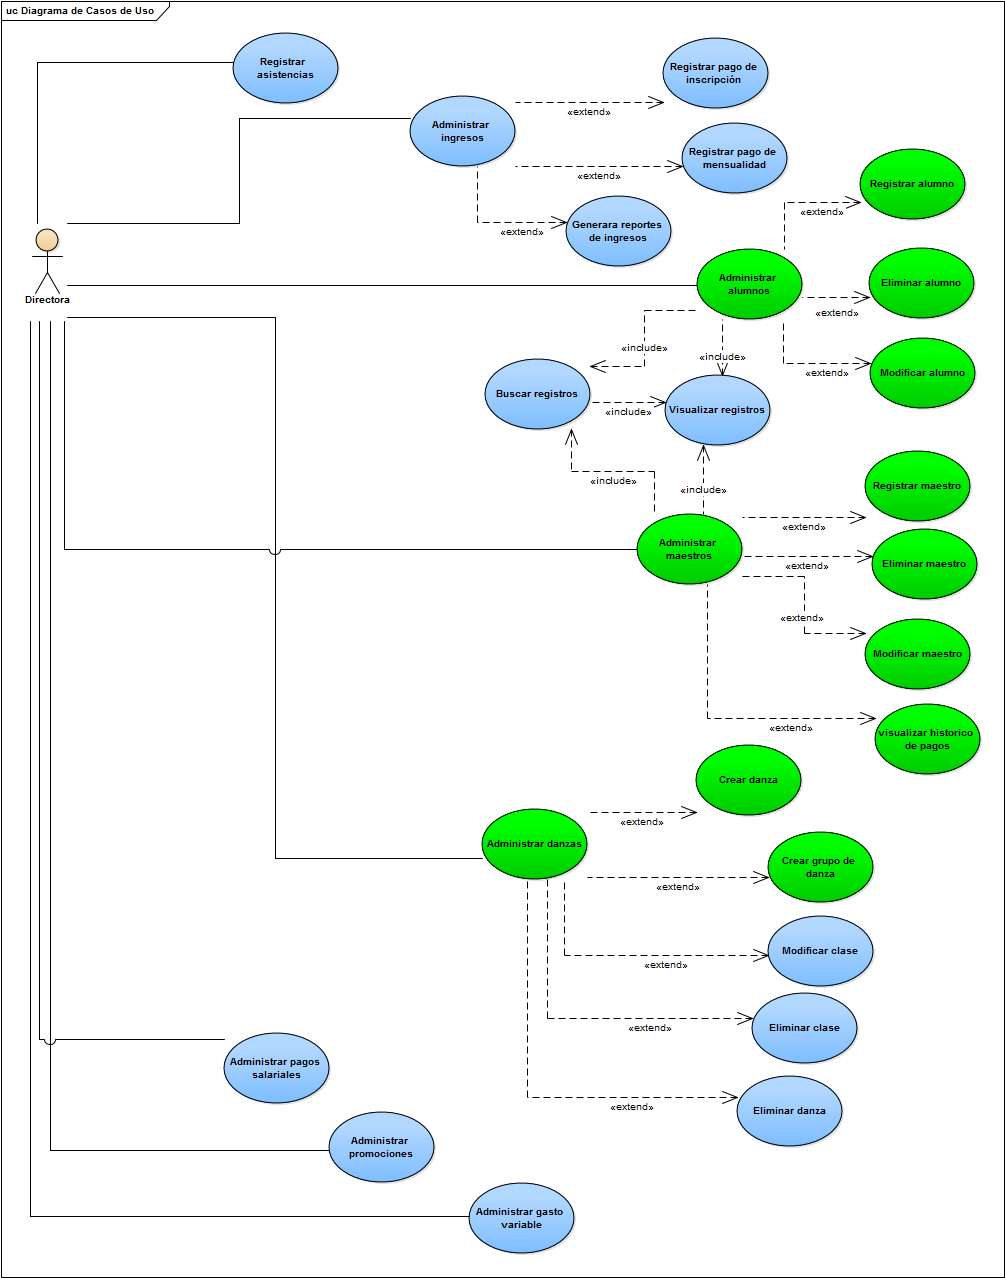 uc Diagrama de Casos de Uso
Registrar
asistencias
Registrar pago de
inscripción
Administrar
ingresos
«extend»
Registrar pago de
mensualidad
«extend»
Registrar alumno
«extend»
Generara reportes
de ingresos
«extend»
Directora
Administrar
alumnos
Eliminar alumno
«extend»
«include»
«include»
Modificar alumno
«extend»
Buscar registros
«include»
Visualizar registros
«include»
«include»
Registrar maestro
«extend»
Administrar
maestros
Eliminar maestro
«extend»
«extend»
Modificar maestro
«extend»
visualizar historico
de pagos
Crear danza
«extend»
Administrar danzas
Crear grupo de
danza
«extend»
Modificar clase
«extend»
Eliminar clase
«extend»
Administrar pagos
salariales
Eliminar danza
«extend»
Administrar
promociones
Administrar gasto
variable